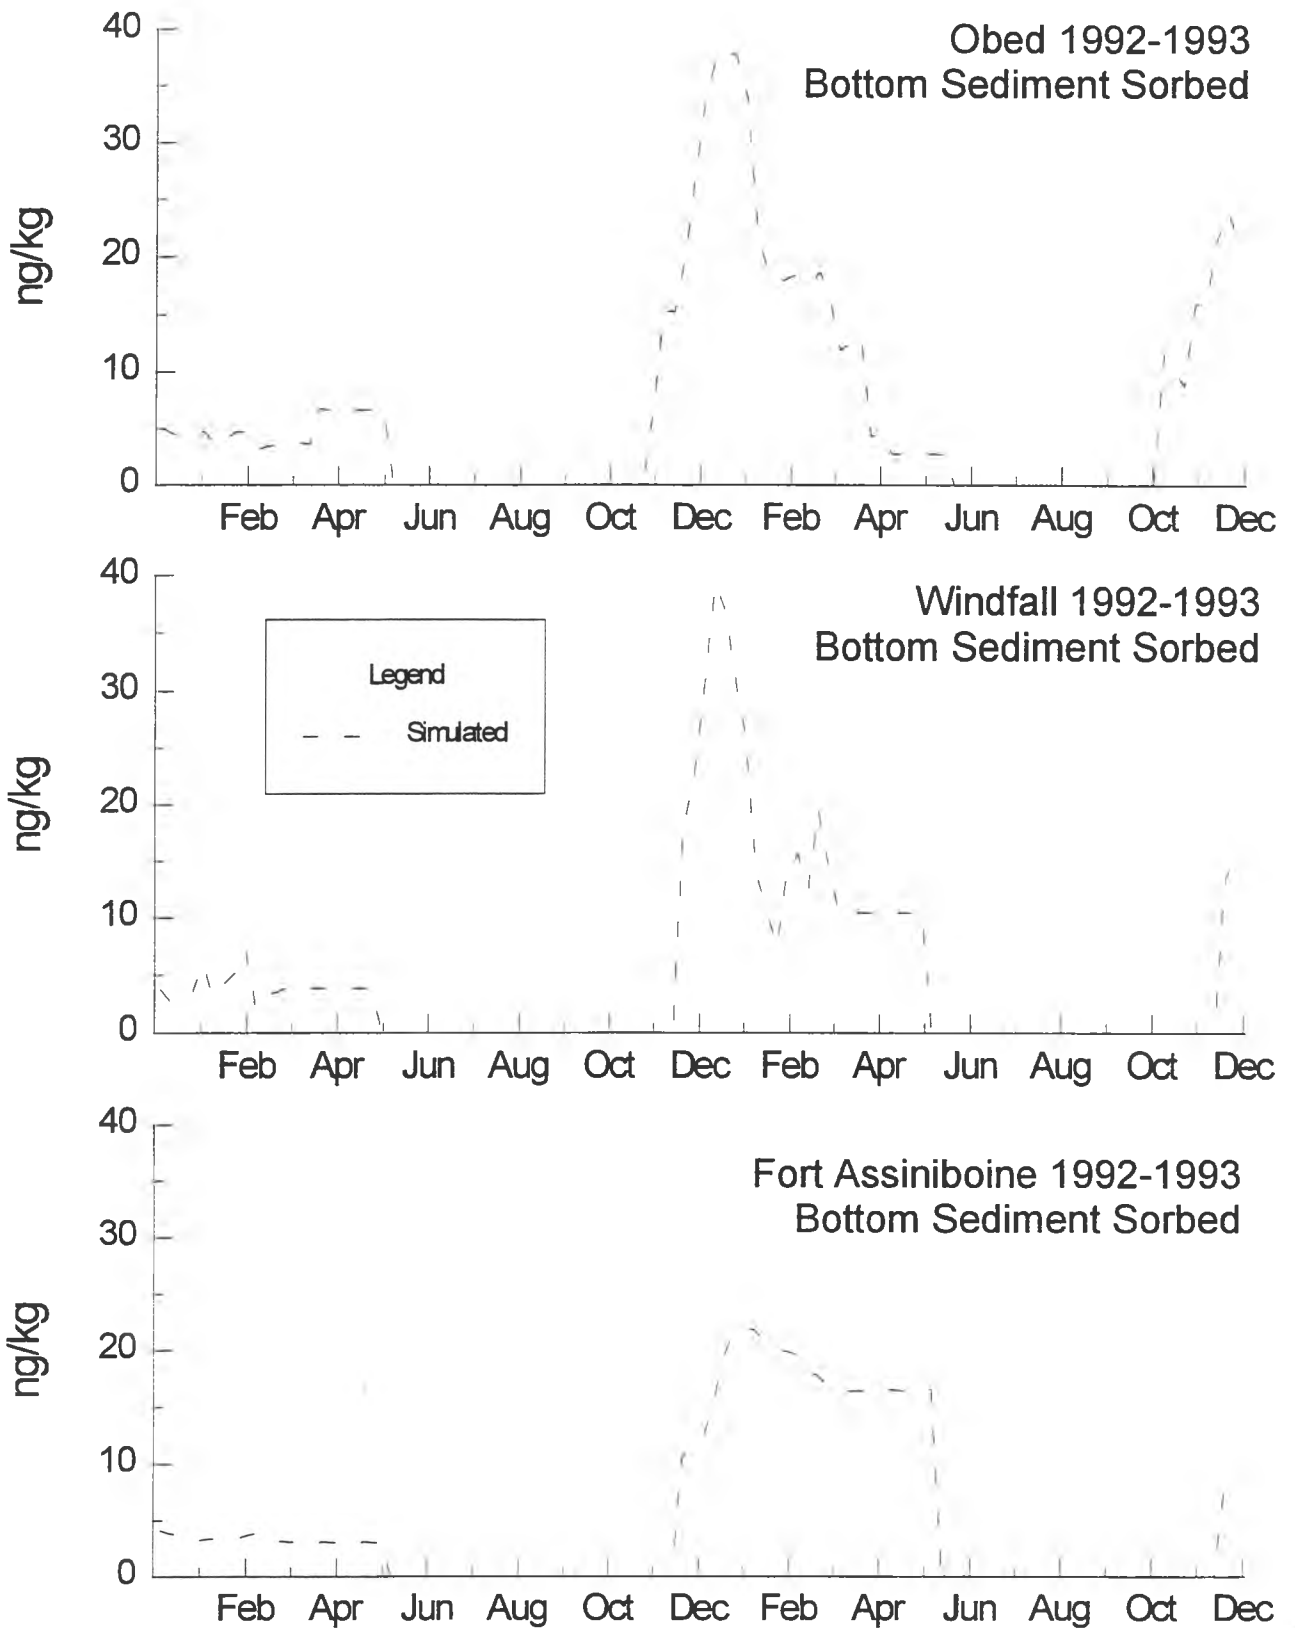 Obed 1992-1993
Bottom Sediment Sorbed
ng/kg
40
30
20
10
0
Feb Apr Jun Aug Oct Dec Feb Apr Jun Aug Oct Dec
Windfall 1992-1993
Bottom Sediment Sorbed
Legend
Simulated
ng/kg
40
30
20
10
0
Feb Apr Jun Aug Oct Dec Feb Apr Jun Aug Oct Dec
Fort Assiniboine 1992-1993
Bottom Sediment Sorbed
ng/kg
40
30
20
10
0
Feb Apr Jun Aug Oct Dec Feb Apr Jun Aug Oct Dec